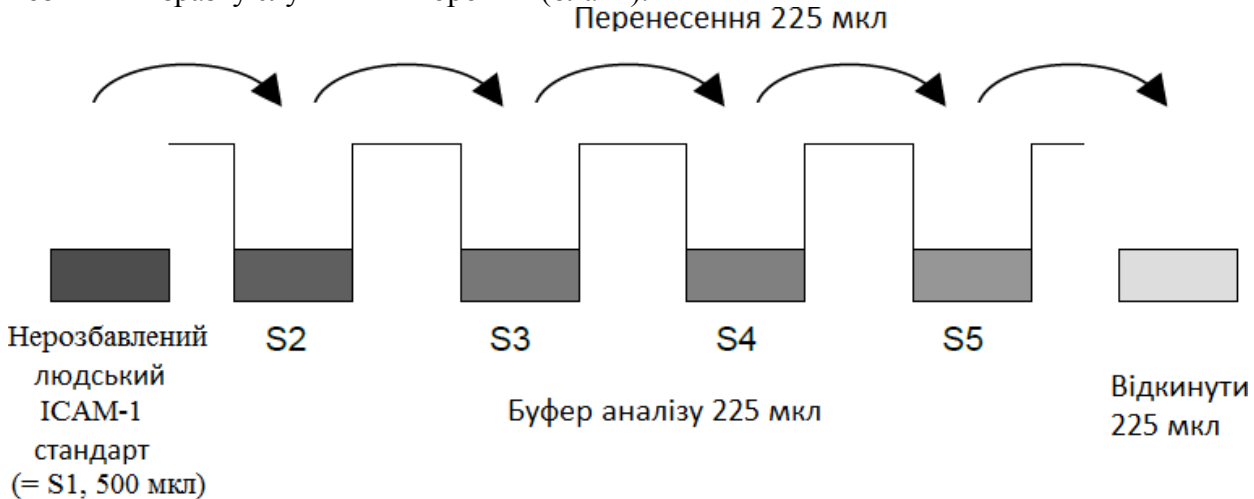 Перенесення 225 мкл
Нерозбавлений
людський
ICAM-1
стандарт
(= S1, 500 мкл)
S2
S3
S4
S5
Буфер аналізу 225 мкл
Відкинути
225 мкл